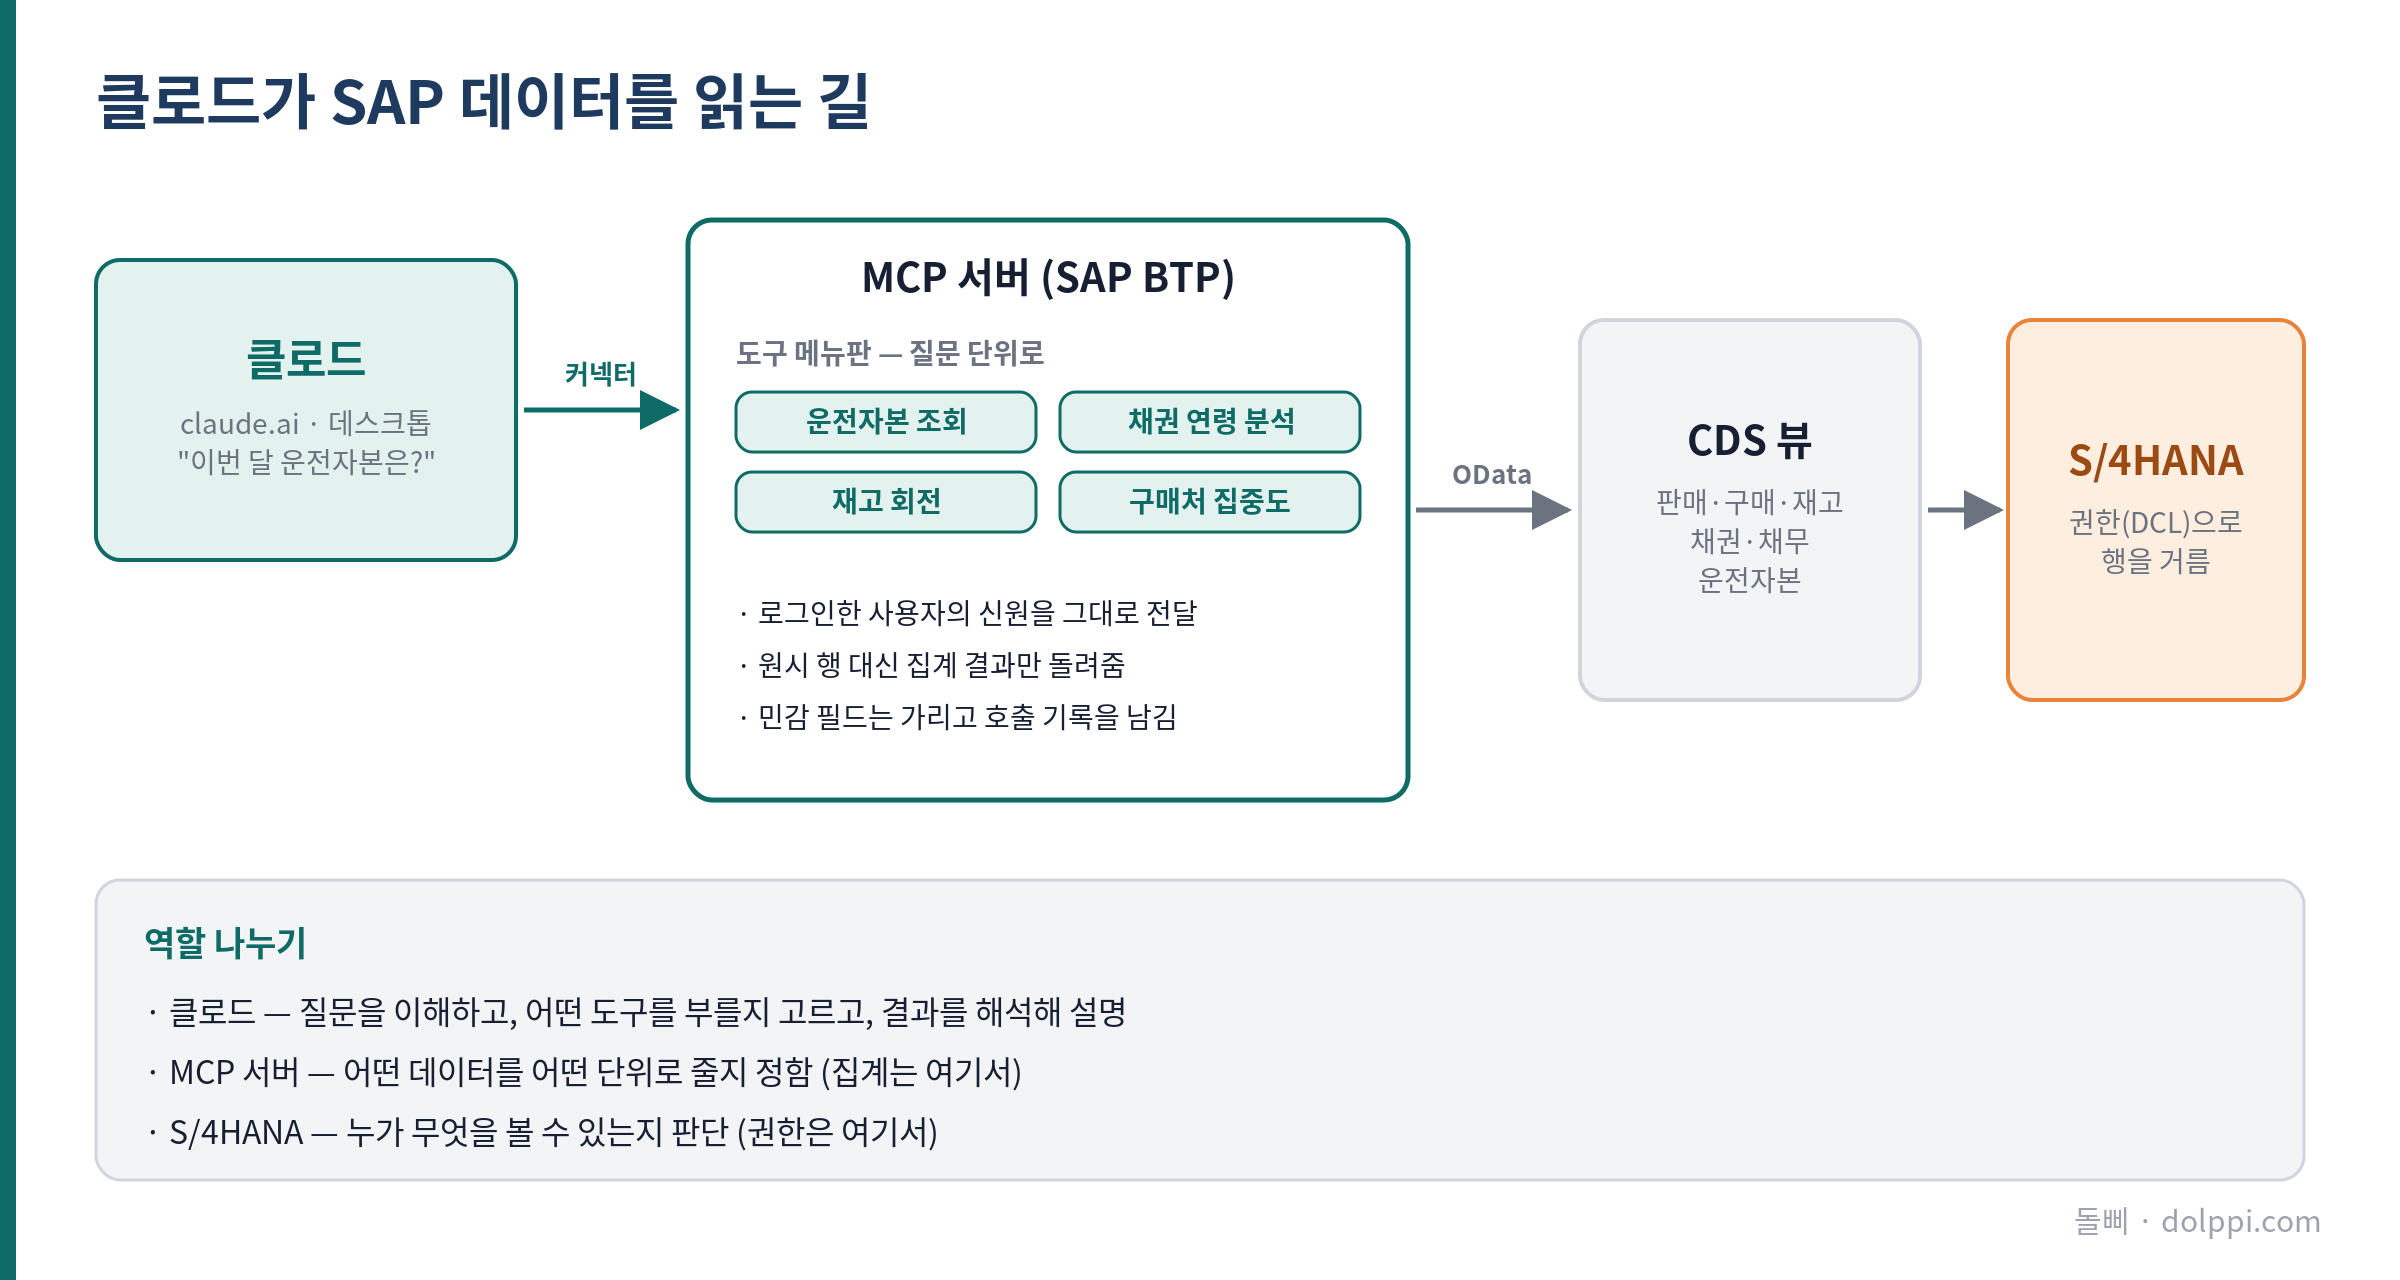 클로드가 SAP 데이터를 읽는 길
클로드
claude.ai · 데스크톱
"이번 달 운전자본은?"
커넥터
MCP 서버 (SAP BTP)
도구 메뉴판 — 질문 단위로
운전자본 조회
채권 연령 분석
재고 회전
구매처 집중도
· 로그인한 사용자의 신원을 그대로 전달
· 원시 행 대신 집계 결과만 돌려줌
· 민감 필드는 가리고 호출 기록을 남김
OData
CDS 뷰
판매·구매·재고
채권·채무
운전자본
S/4HANA
권한(DCL)으로
행을 거름
역할 나누기
· 클로드 — 질문을 이해하고, 어떤 도구를 부를지 고르고, 결과를 해석해 설명
· MCP 서버 — 어떤 데이터를 어떤 단위로 줄지 정함 (집계는 여기서)
· S/4HANA — 누가 무엇을 볼 수 있는지 판단 (권한은 여기서)
돌삐 · dolppi.com